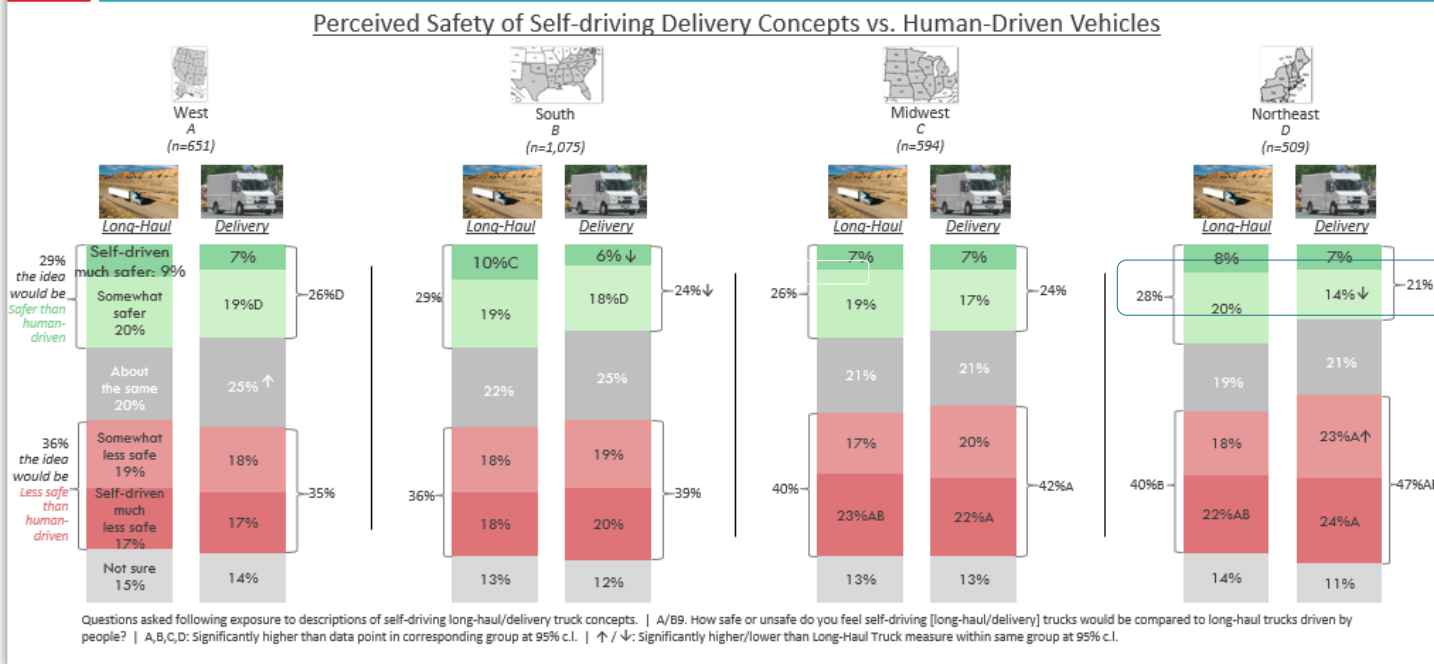 Perceived Safety of Self-driving Delivery Concepts vs. Human-Driven Vehicles
West
A
(n=651)
South
B
(n=1,075)
Midwest
C
(n=594)
Northeast
D
(n=509)
Long-Haul
Delivery
Long-Haul
Delivery
Long-Haul
Delivery
Long-Haul
Delivery
29%
the idea
would be
Safer than
human-
driven
36%
the idea
would be
Less safe
than
human-
driven
Self-driven
much safer: 9%
Somewhat
safer
20%
About
the same
20%
Somewhat
less safe
19%
Self-driven
much
less safe
17%
Not sure
15%
7%
19%D
25% ↑
18%
17%
14%
26%D
35%
29%
36%
10%C
19%
22%
18%
18%
13%
6% ↓
18%D
25%
19%
20%
12%
24%↓
39%
26%
40%
7%
19%
21%
17%
23%AB
13%
7%
17%
21%
20%
22%A
13%
24%
42%A
28%
40%B
8%
20%
19%
18%
22%AB
14%
7%
14%↓
21%
23%A↑
24%A
11%
21%
Questions asked following exposure to descriptions of self-driving long-haul/delivery truck concepts. | A/B9. How safe or unsafe do you feel self-driving [long-haul/delivery] trucks would be compared to long-haul trucks driven by
people? | A,B,C,D: Significantly higher than data point in corresponding group at 95% c.l. | ↑ / ↓: Significantly higher/lower than Long-Haul Truck measure within same group at 95% c.l.